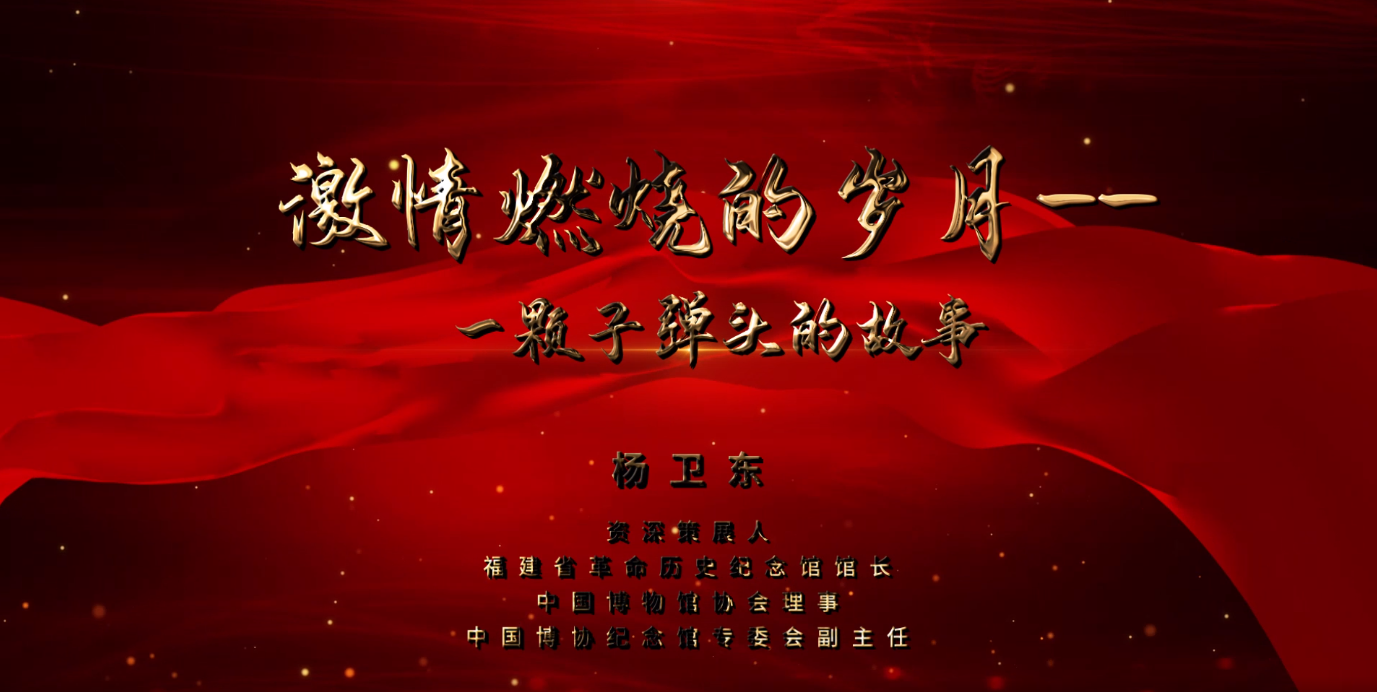 激情燃烧的岁月——
一颗子弹头的故事
杨卫东
资深策展人
福建省革命历史纪念馆馆长
中国博物馆协会理事
中国博协纪念馆专委会副主任